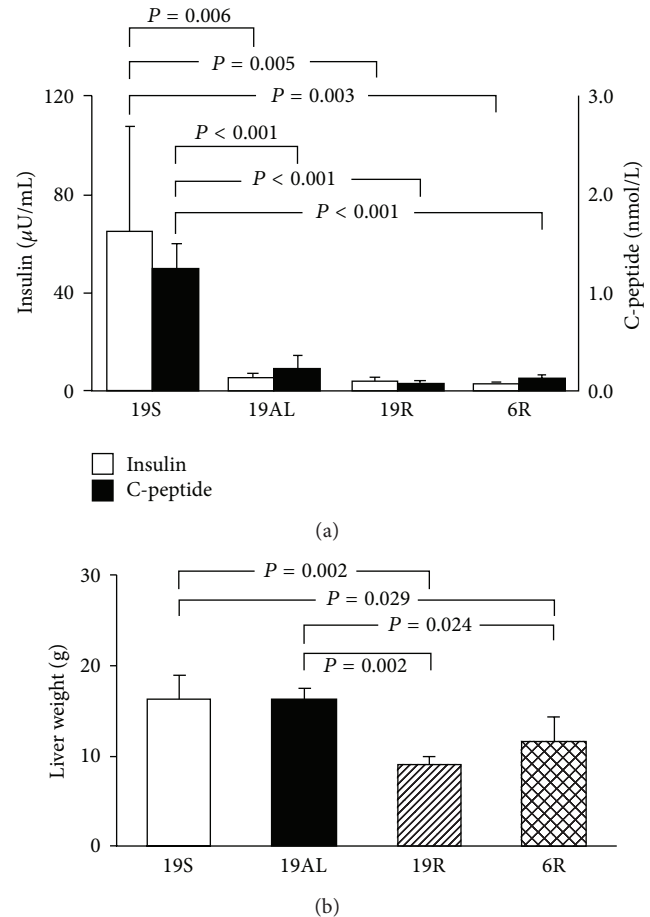 P = 0.006
P = 0.005
P = 0.003
P < 0.001
P < 0.001
P < 0.001
Insulin (μU/mL)
120
80
40
0
C-peptide (nmol/L)
3.0
2.0
1.0
0.0
19S 19AL 19R 6R
Insulin
C-peptide
(a)
P = 0.002
P = 0.029
P = 0.024
P = 0.002
Liver weight (g)
30
20
10
0
19S 19AL 19R 6R
(b)